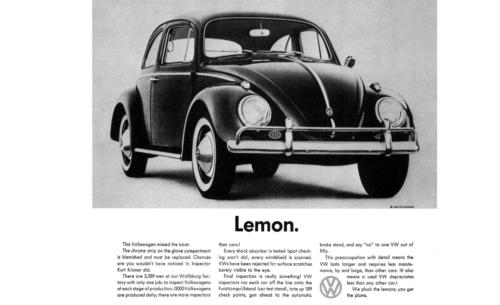 Lemon.
This Volkswagen missed the boat.
The chrome strip on the glove compartment
is blemished and must be replaced. Chances
are you wouldn't have noticed it; Inspector
Kurt Kroner did.
There are 3,389 men at our Wolfsburg fac-
tory with only one job: to inspect Volkswagens
at each stage of production. (3000 Volkswagens
are produced daily; there are more inspectors
than cars.)
Every shock absorber is tested (spot check-
ing won't do), every windshield is scanned.
VWs have been rejected for surface scratches
barely visible to the eye.
Final inspection is really something! VW
inspectors run each car off the line onto the
Funktionsprüfstand (car test stand), tote up 189
check points, gun ahead to the automatic
brake stand, and say "no" to one VW out of
fifty.
This preoccupation with detail means the
VW lasts longer and requires less mainte-
nance, by and large, than other cars. (It also
means a used VW depreciates
less than any other car.)
We pluck the lemons; you get
the plums.